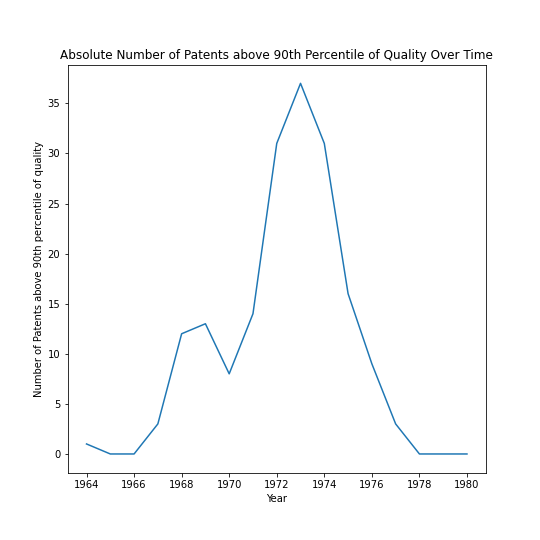 Absolute Number of Patents above 90th Percentile of Quality Over Time
Number of Patents above 90th percentile of quality
35
30
25
20
15
10
5
0
1964 1966 1968 1970 1972 1974 1976 1978 1980
Year